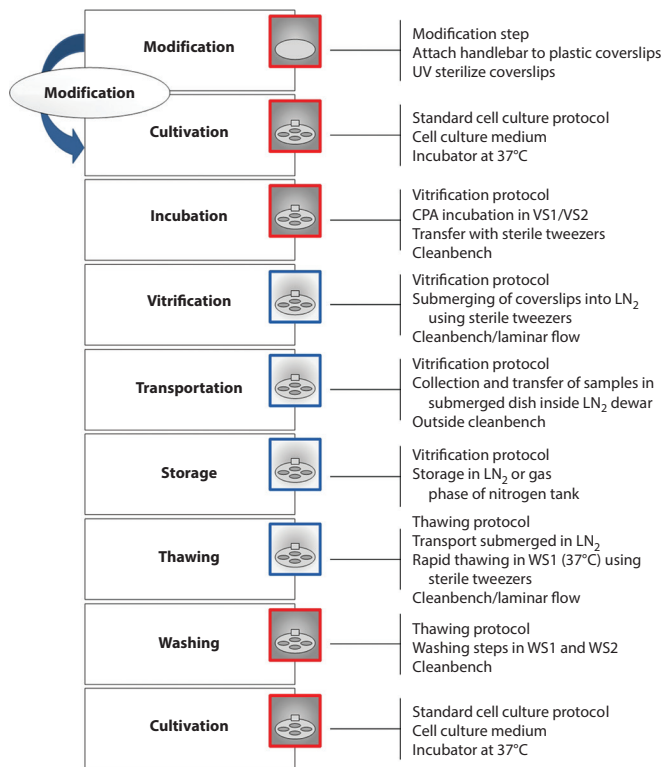 Modification
Modification step
Attach handlebar to plastic coverslips
UV sterilize coverslips
Modification
Cultivation
Standard cell culture protocol
Cell culture medium
Incubator at 37°C
Incubation
Vitrification protocol
CPA incubation in VS1/VS2
Transfer with sterile tweezers
Cleanbench
Vitrification
Vitrification protocol
Submerging of coverslips into LN₂
using sterile tweezers
Cleanbench/laminar flow
Transportation
Vitrification protocol
Collection and transfer of samples in
submerged dish inside LN₂ dewar
Outside cleanbench
Storage
Vitrification protocol
Storage in LN₂ or gas
phase of nitrogen tank
Thawing
Thawing protocol
Transport submerged in LN₂
Rapid thawing in WS1 (37°C) using
sterile tweezers
Cleanbench/laminar flow
Washing
Thawing protocol
Washing steps in WS1 and WS2
Cleanbench
Cultivation
Standard cell culture protocol
Cell culture medium
Incubator at 37°C